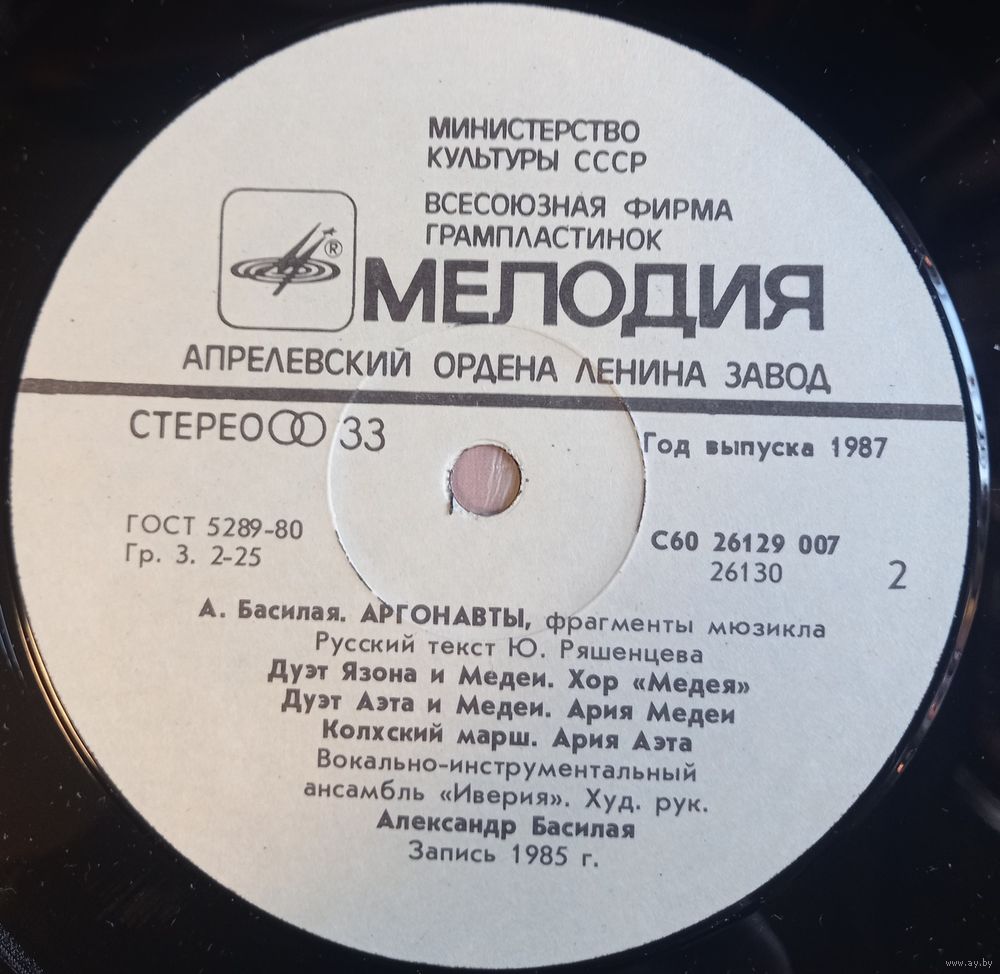 МИНИСТЕРСТВО
КУЛЬТУРЫ СССР
ВСЕСОЮЗНАЯ ФИРМА
ГРАМПЛАСТИНОК
®
МЕЛОДИЯ
АПРЕЛЕВСКИЙ ОРДЕНА ЛЕНИНА ЗАВОД
СТЕРЕО 33
Год выпуска 1987
ГОСТ 5289-80
Гр. 3. 2-25
С60 26129 007
26130
2
А. Басилая. АРГОНАВТЫ, фрагменты мюзикла
Русский текст Ю. Ряшенцева
Дуэт Язона и Медеи. Хор «Медея»
Дуэт Аэта и Медеи. Ария Медеи
Колхский марш. Ария Аэта
Вокально-инструментальный
ансамбль «Иверия». Худ. рук.
Александр Басилая
Запись 1985 г.
www.ay.by